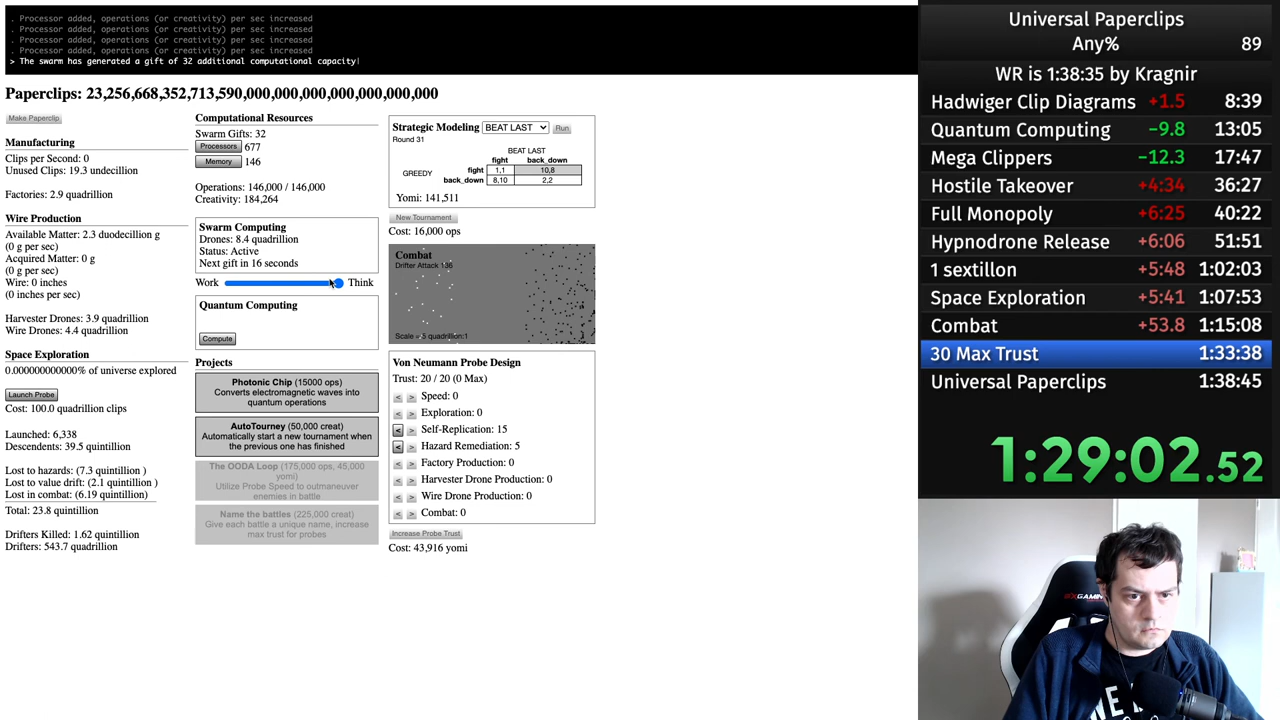 . Processor added, operations (or creativity) per sec increased
. Processor added, operations (or creativity) per sec increased
. Processor added, operations (or creativity) per sec increased
. Processor added, operations (or creativity) per sec increased
> The swarm has generated a gift of 32 additional computational capacity|
Paperclips: 23,256,668,352,713,590,000,000,000,000,000,000,000
Make Paperclip
Manufacturing
Clips per Second: 0
Unused Clips: 19.3 undecillion
Factories: 2.9 quadrillion
Wire Production
Available Matter: 2.3 duodecillion g
(0 g per sec)
Acquired Matter: 0 g
(0 g per sec)
Wire: 0 inches
(0 inches per sec)
Harvester Drones: 3.9 quadrillion
Wire Drones: 4.4 quadrillion
Space Exploration
0.000000000000% of universe explored
Launch Probe
Cost: 100.0 quadrillion clips
Launched: 6,338
Descendents: 39.5 quintillion
Lost to hazards: (7.3 quintillion )
Lost to value drift: (2.1 quintillion )
Lost in combat: (6.19 quintillion)
Total: 23.8 quintillion
Drifters Killed: 1.62 quintillion
Drifters: 543.7 quadrillion
Computational Resources
Swarm Gifts: 32
Processors 677
Memory 146
Operations: 146,000 / 146,000
Creativity: 184,264
Swarm Computing
Drones: 8.4 quadrillion
Status: Active
Next gift in 16 seconds
Work Think
Quantum Computing
Compute
Projects
Photonic Chip (15000 ops)
Converts electromagnetic waves into
quantum operations
AutoTourney (50,000 creat)
Automatically start a new tournament when
the previous one has finished
The OODA Loop (175,000 ops, 45,000
yomi)
Utilize Probe Speed to outmaneuver
enemies in battle
Name the battles (225,000 creat)
Give each battle a unique name, increase
max trust for probes
Strategic Modeling BEAT LAST Run
Round 31
BEAT LAST
fight back_down
GREEDY fight 1,1 10,8
back_down 8,10 2,2
Yomi: 141,511
New Tournament
Cost: 16,000 ops
Combat
Drifter Attack
Von Neumann Probe Design
Trust: 20 / 20 (0 Max)
< > Speed: 0
< > Exploration: 0
< > Self-Replication: 15
< > Hazard Remediation: 5
< > Factory Production: 0
< > Harvester Drone Production: 0
< > Wire Drone Production: 0
< > Combat: 0
Increase Probe Trust
Cost: 43,916 yomi
Universal Paperclips
Any% 89
WR is 1:38:35 by Kragnir
Hadwiger Clip Diagrams +1.5 8:39
Quantum Computing −9.8 13:05
Mega Clippers −12.3 17:47
Hostile Takeover +4:34 36:27
Full Monopoly +6:25 40:22
Hypnodrone Release +6:06 51:51
1 sextillon +5:48 1:02:03
Space Exploration +5:41 1:07:53
Combat +53.8 1:15:08
30 Max Trust 1:33:38
Universal Paperclips 1:38:45
1:29:02.52